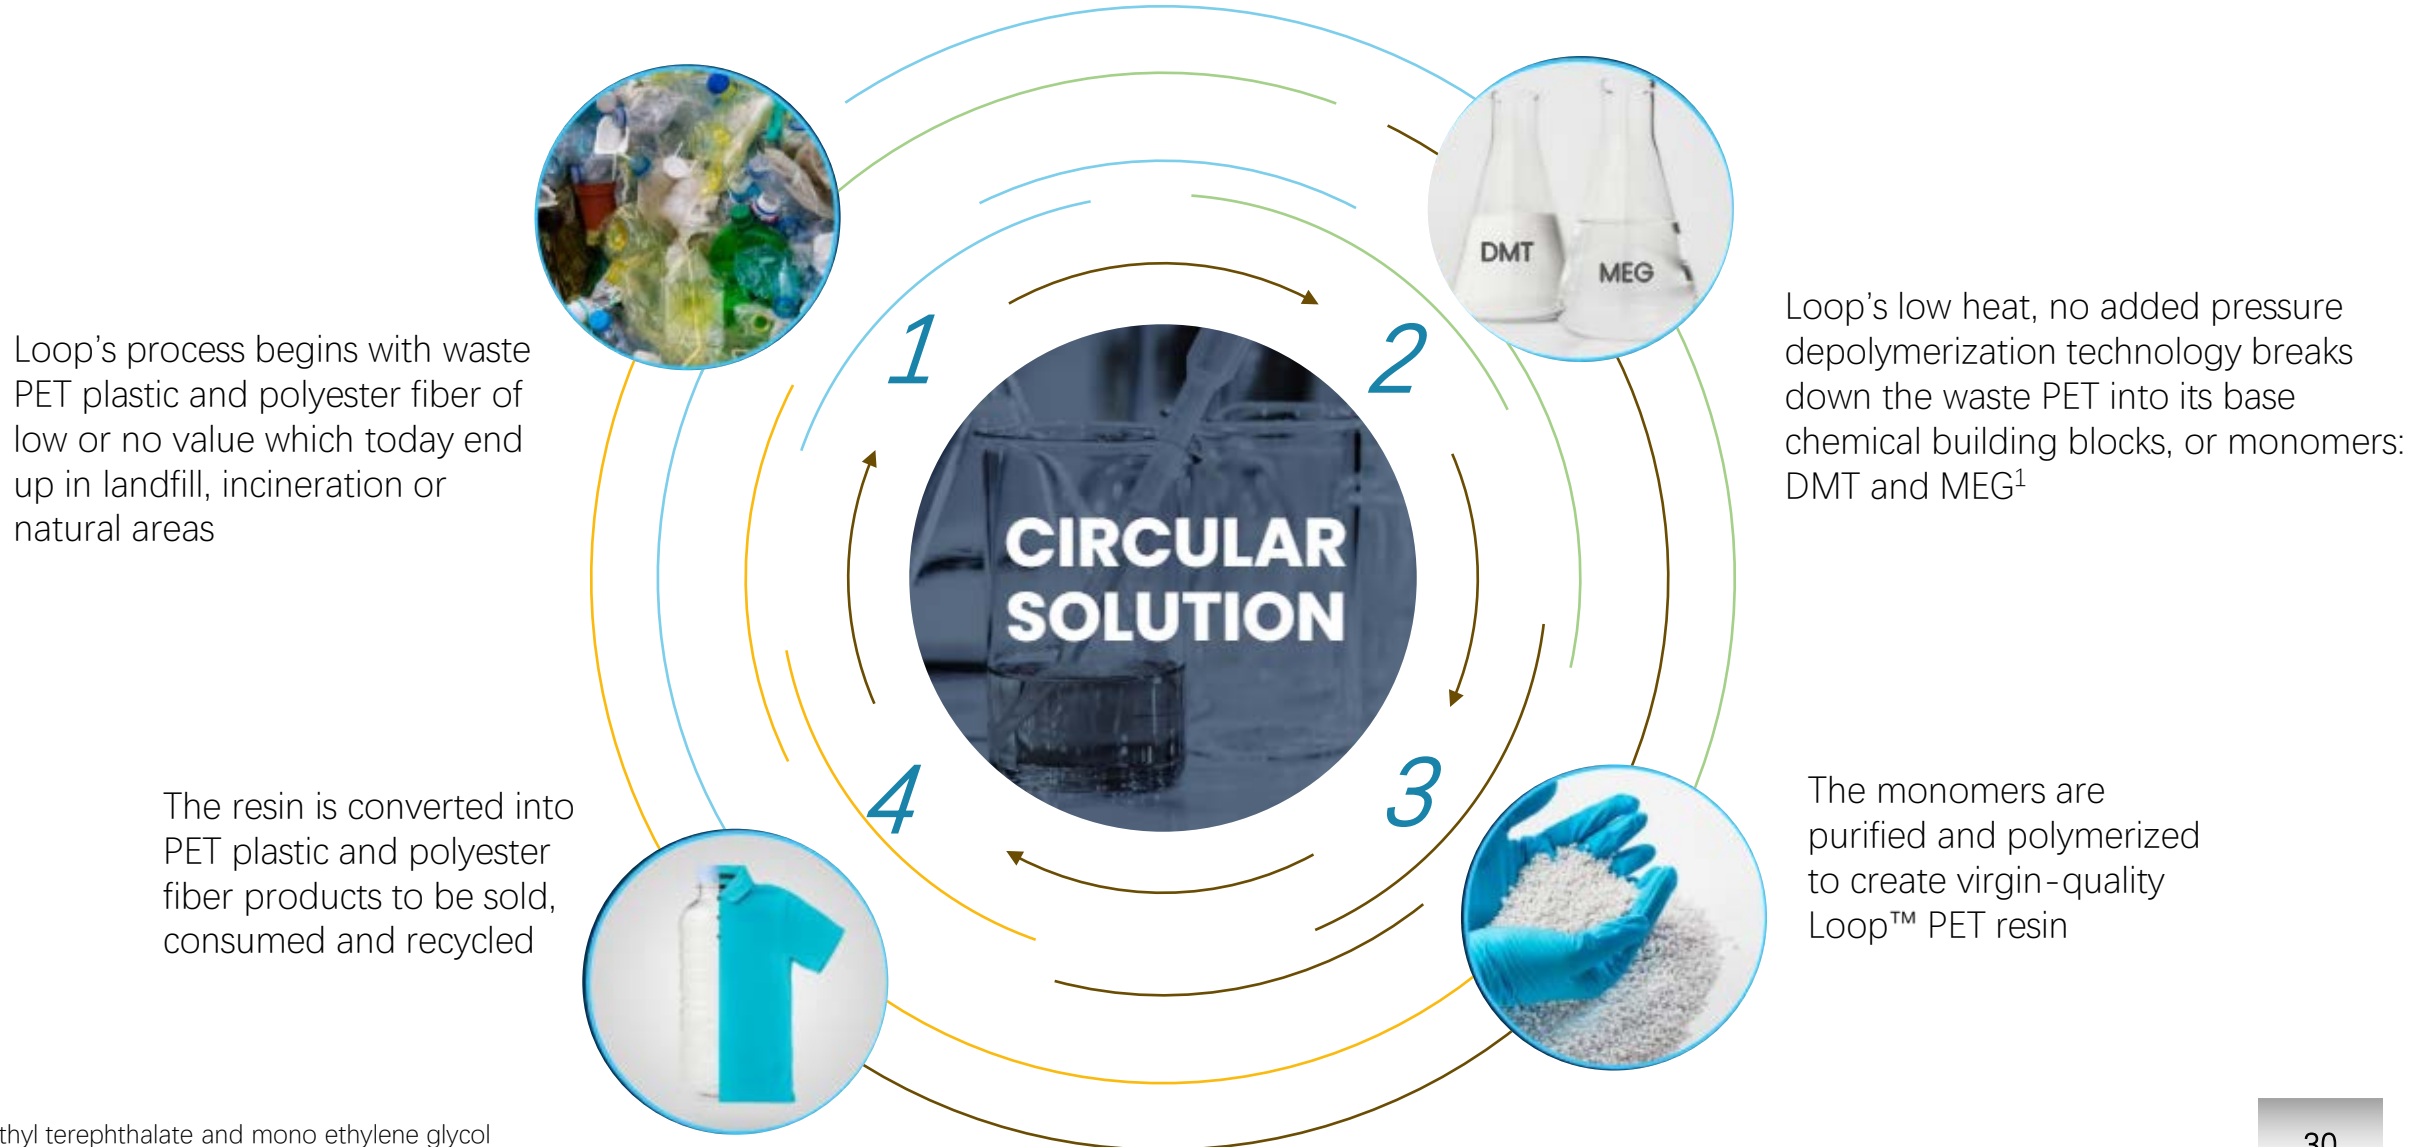 1
Loop’s process begins with waste
PET plastic and polyester fiber of
low or no value which today end
up in landfill, incineration or
natural areas
2
DMT
MEG
Loop’s low heat, no added pressure
depolymerization technology breaks
down the waste PET into its base
chemical building blocks, or monomers:
DMT and MEG¹
CIRCULAR
SOLUTION
3
The monomers are
purified and polymerized
to create virgin-quality
Loop™ PET resin
4
The resin is converted into
PET plastic and polyester
fiber products to be sold,
consumed and recycled
terephthalate and mono ethylene glycol
30